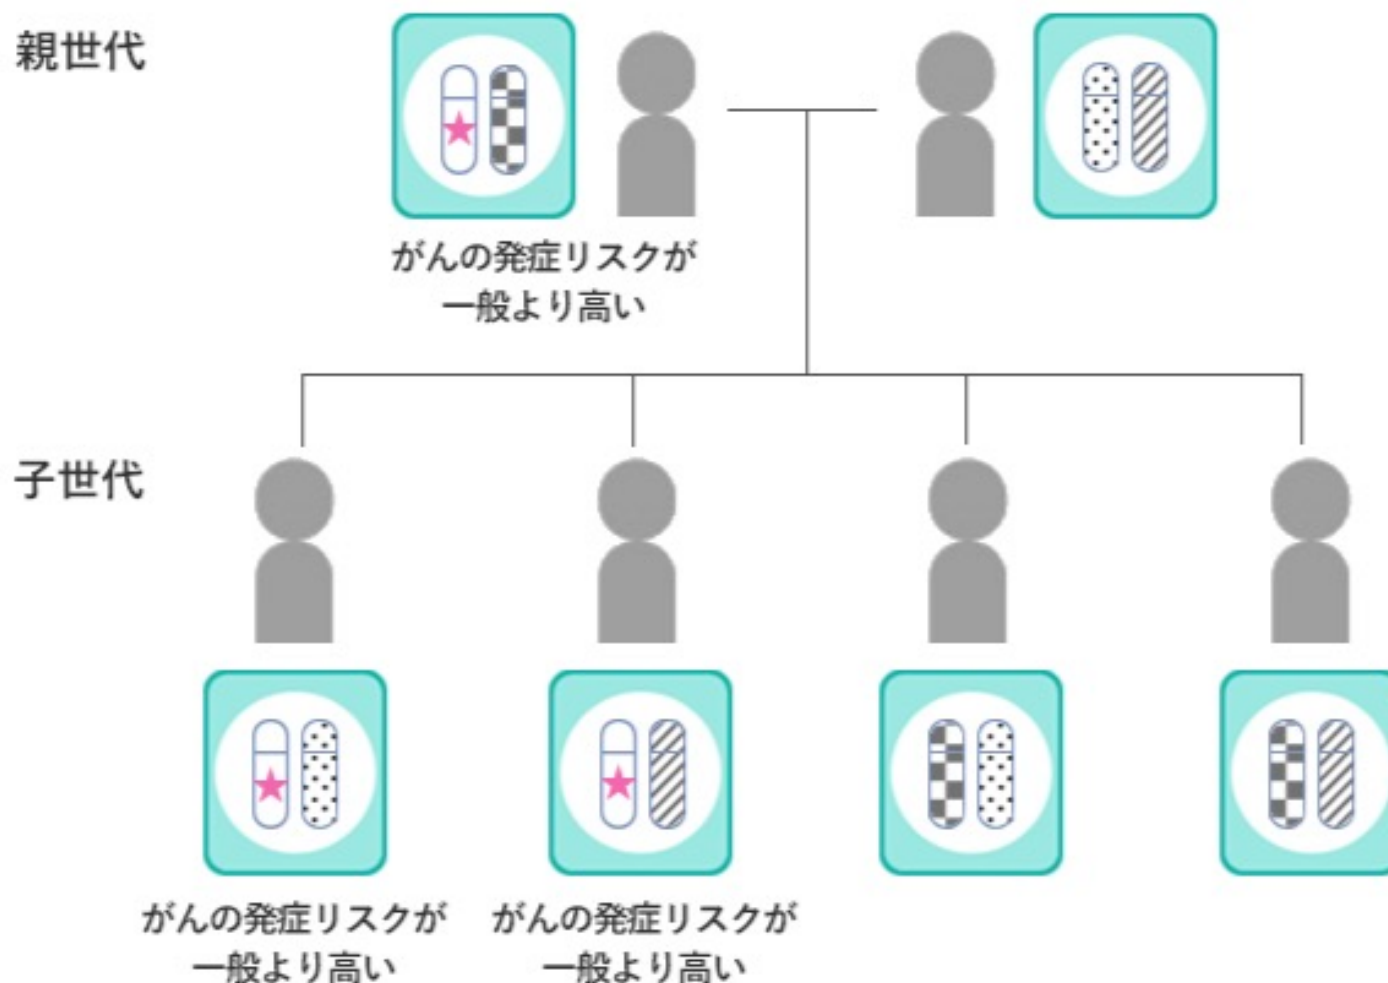 親世代
がんの発症リスクが
一般より高い
子世代
がんの発症リスクが
一般より高い
がんの発症リスクが
一般より高い